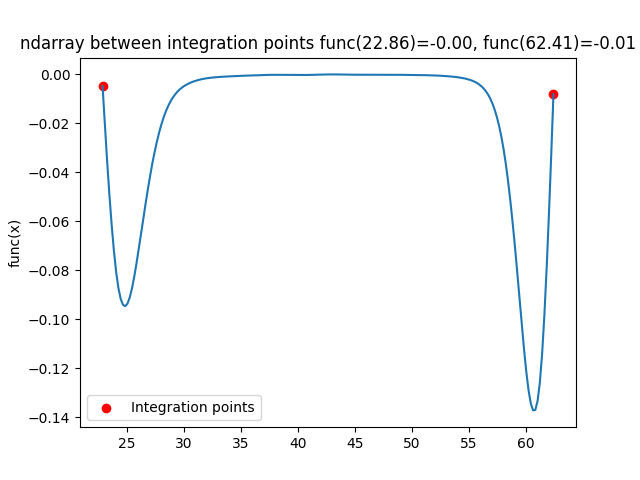 ndarray between integration points func(22.86)=-0.00, func(62.41)=-0.01
0.00
−0.02
−0.04
−0.06
−0.08
−0.10
−0.12
−0.14
func(x)
Integration points
25 30 35 40 45 50 55 60